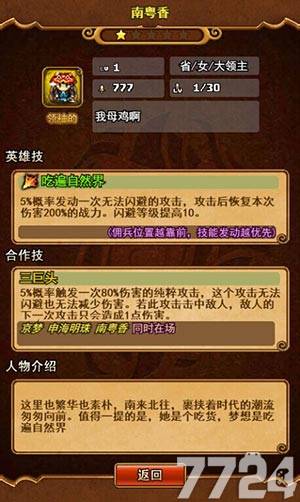 南粤香
1
省/女/大领主
777
1/30
领袖的
我母鸡啊
英雄技
吃遍自然界
5%概率发动一次无法闪避的攻击，攻击后恢复本次
伤害200%的战力。闪避等级提高10。
(佣兵位置越靠前，技能发动越优先)
合作技
三巨头
5%概率触发一次80%伤害的纯粹攻击，这个攻击无法
闪避也无法减少伤害。若此攻击击中敌人，敌人的
下一次攻击只会造成1点伤害。
京梦 申海明珠 南粤香 同时在场
人物介绍
这里也繁华也素朴，南来北往，裹挟着时代的潮流
匆匆向前。值得一提的是，她是个吃货，梦想是吃
遍自然界
返回
7724